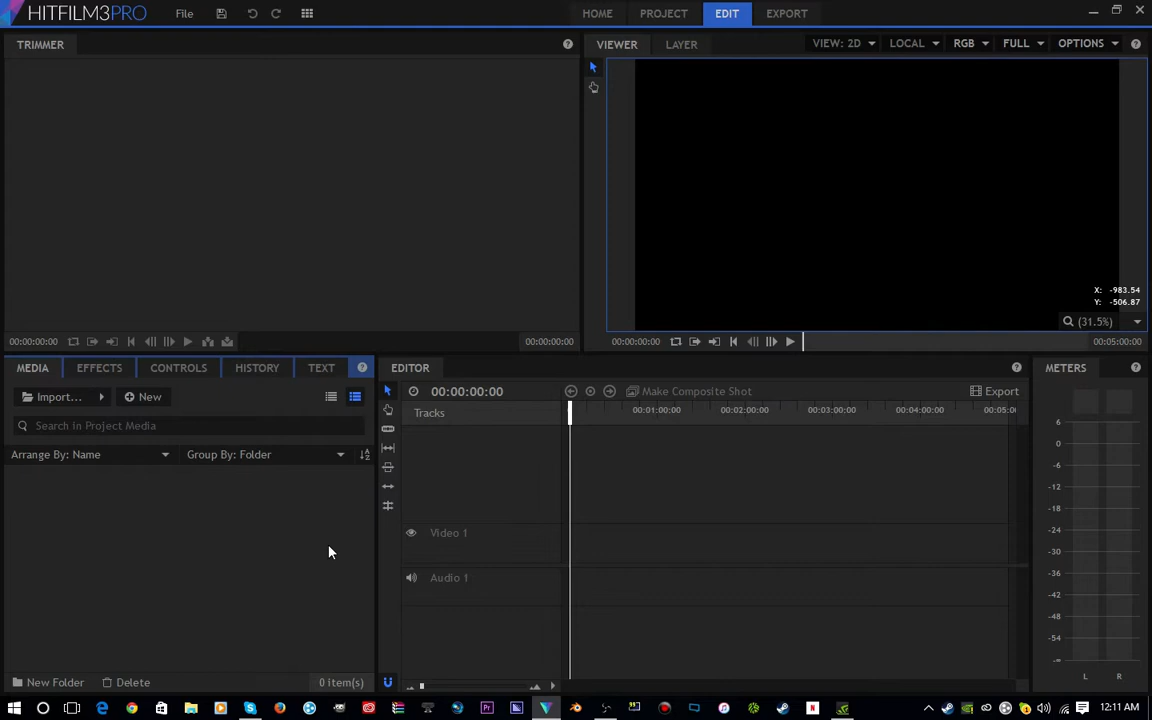 HITFILM3PRO File HOME PROJECT EDIT EXPORT
TRIMMER
VIEWER LAYER VIEW: 2D LOCAL RGB FULL OPTIONS
X: -983.54
Y: -506.87
(31.5%)
00:00:00:00 00:00:00:00
00:00:00:00 00:05:00:00
MEDIA EFFECTS CONTROLS HISTORY TEXT
Import... New
Search in Project Media
Arrange By: Name Group By: Folder
New Folder Delete 0 item(s)
EDITOR
00:00:00:00 Make Composite Shot Export
Tracks 00:01:00:00 00:02:00:00 00:03:00:00 00:04:00:00 00:05:00
Video 1
Audio 1
METERS
6
0
-6
-12
-18
-24
-30
-36
-42
-48
-54
-∞
L R
12:11 AM